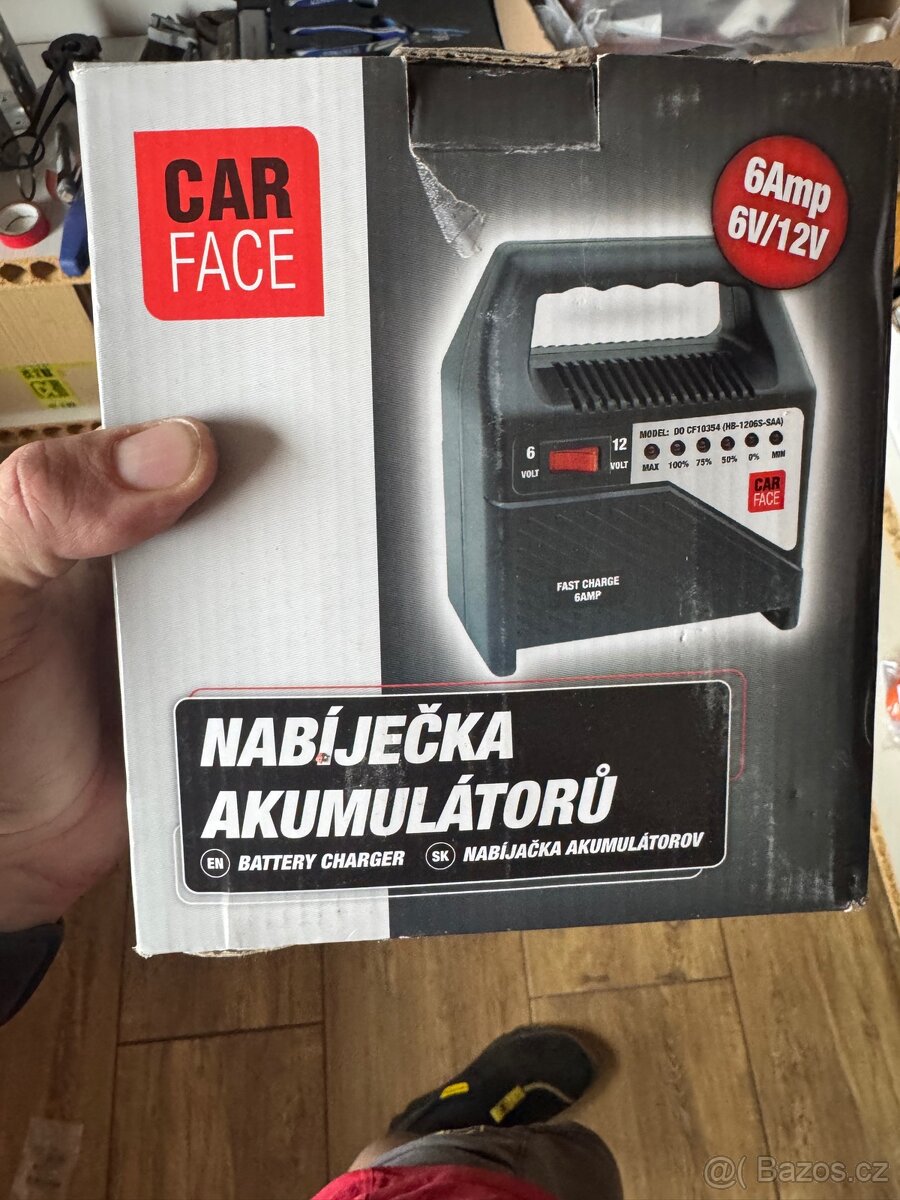 CAR
FACE
6Amp
6V/12V
MODEL: DO CF10354 (HB-1206S-SAA)
6
VOLT
12
VOLT
MAX 100% 75% 50% 0% MIN
CAR
FACE
FAST CHARGE
6AMP
NABÍJEČKA
AKUMULÁTORŮ
EN BATTERY CHARGER SK NABÍJAČKA AKUMULÁTOROV
@( Bazos.cz